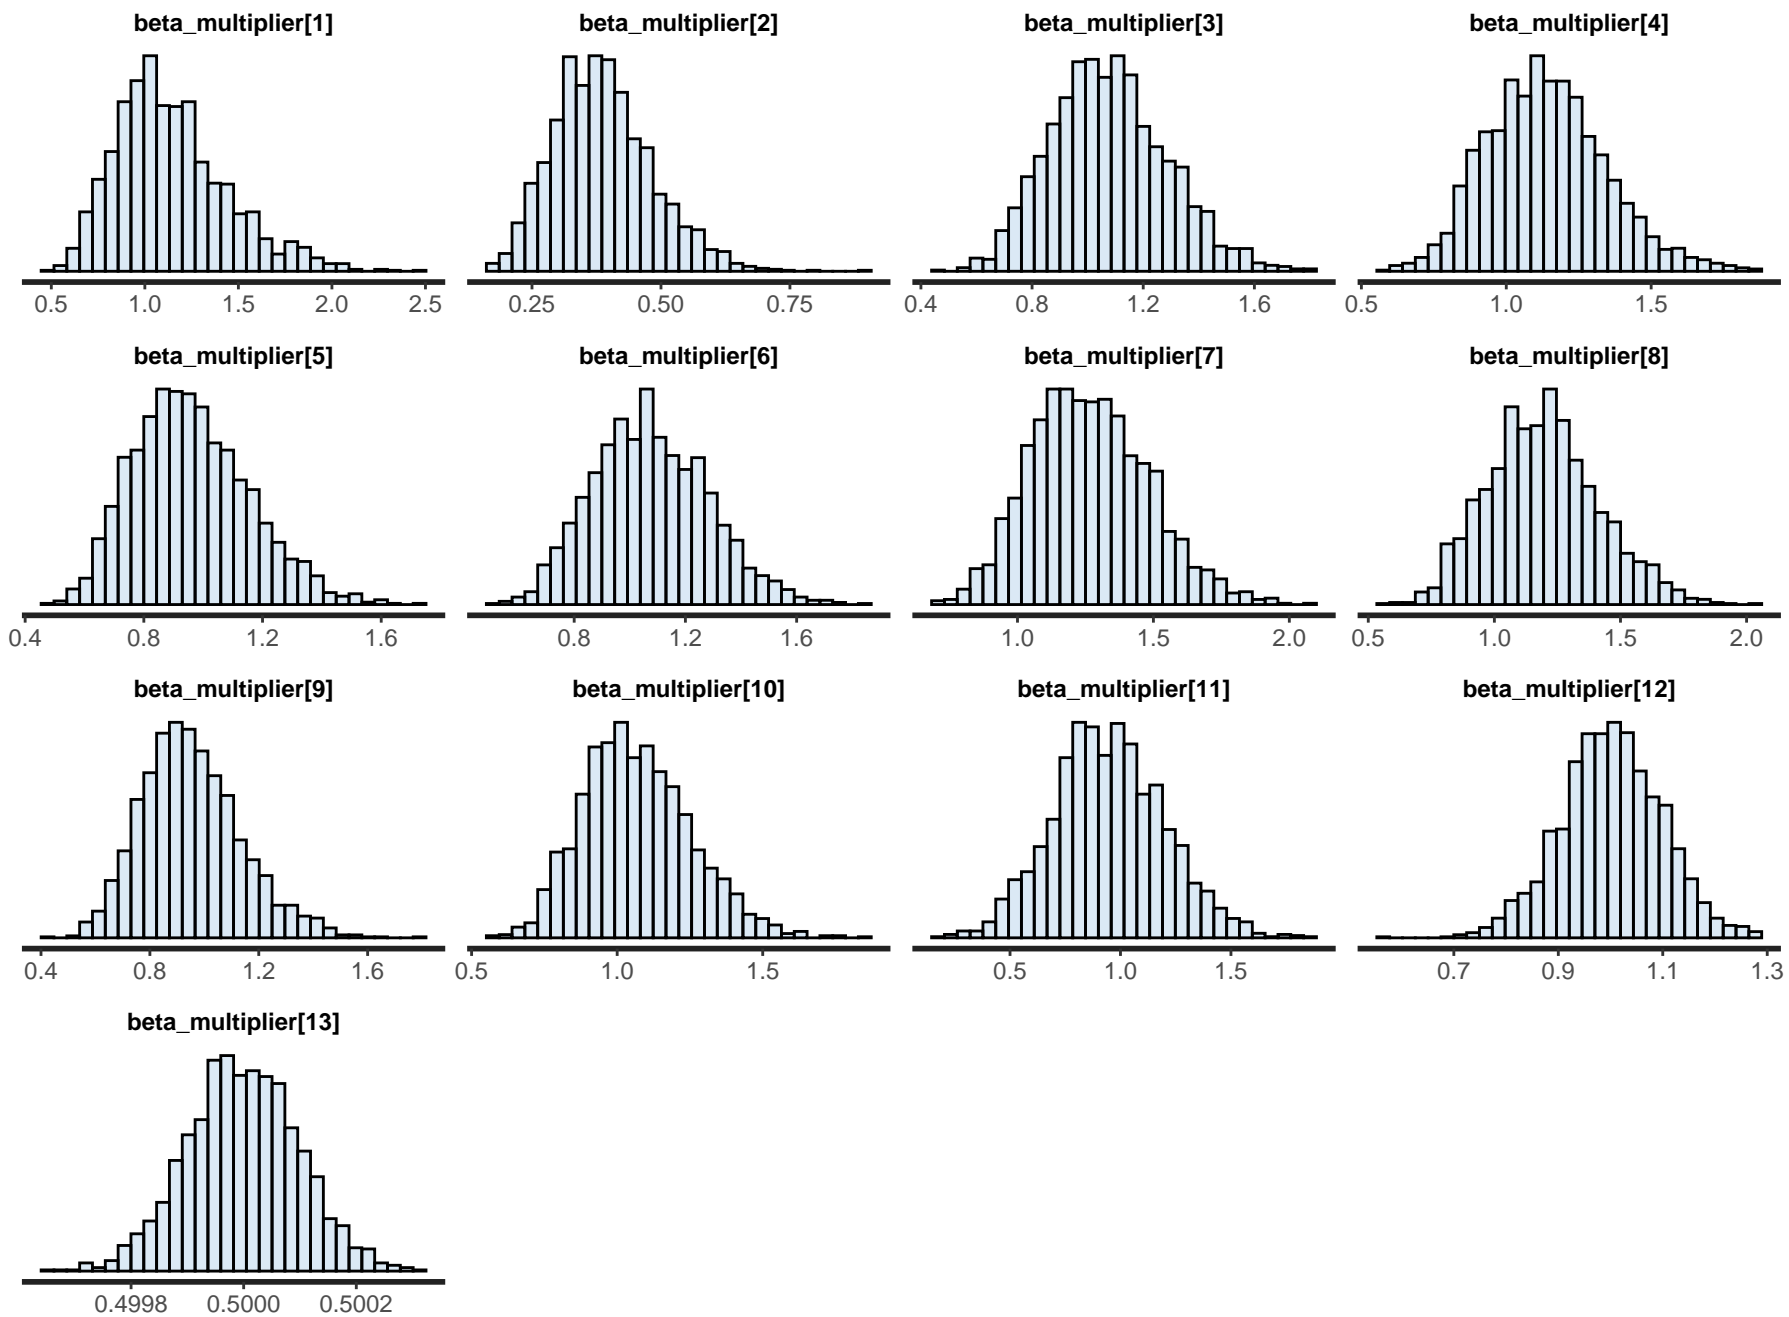 beta_multiplier[1] beta_multiplier[2] beta_multiplier[3] beta_multiplier[4]
0.5 1.0 1.5 2.0 2.5 0.25 0.50 0.75 0.4 0.8 1.2 1.6 0.5 1.0 1.5
beta_multiplier[5] beta_multiplier[6] beta_multiplier[7] beta_multiplier[8]
0.4 0.8 1.2 1.6 0.8 1.2 1.6 1.0 1.5 2.0 0.5 1.0 1.5 2.0
beta_multiplier[9] beta_multiplier[10] beta_multiplier[11] beta_multiplier[12]
0.4 0.8 1.2 1.6 0.5 1.0 1.5 0.5 1.0 1.5 0.7 0.9 1.1 1.3
beta_multiplier[13]
0.4998 0.5000 0.5002